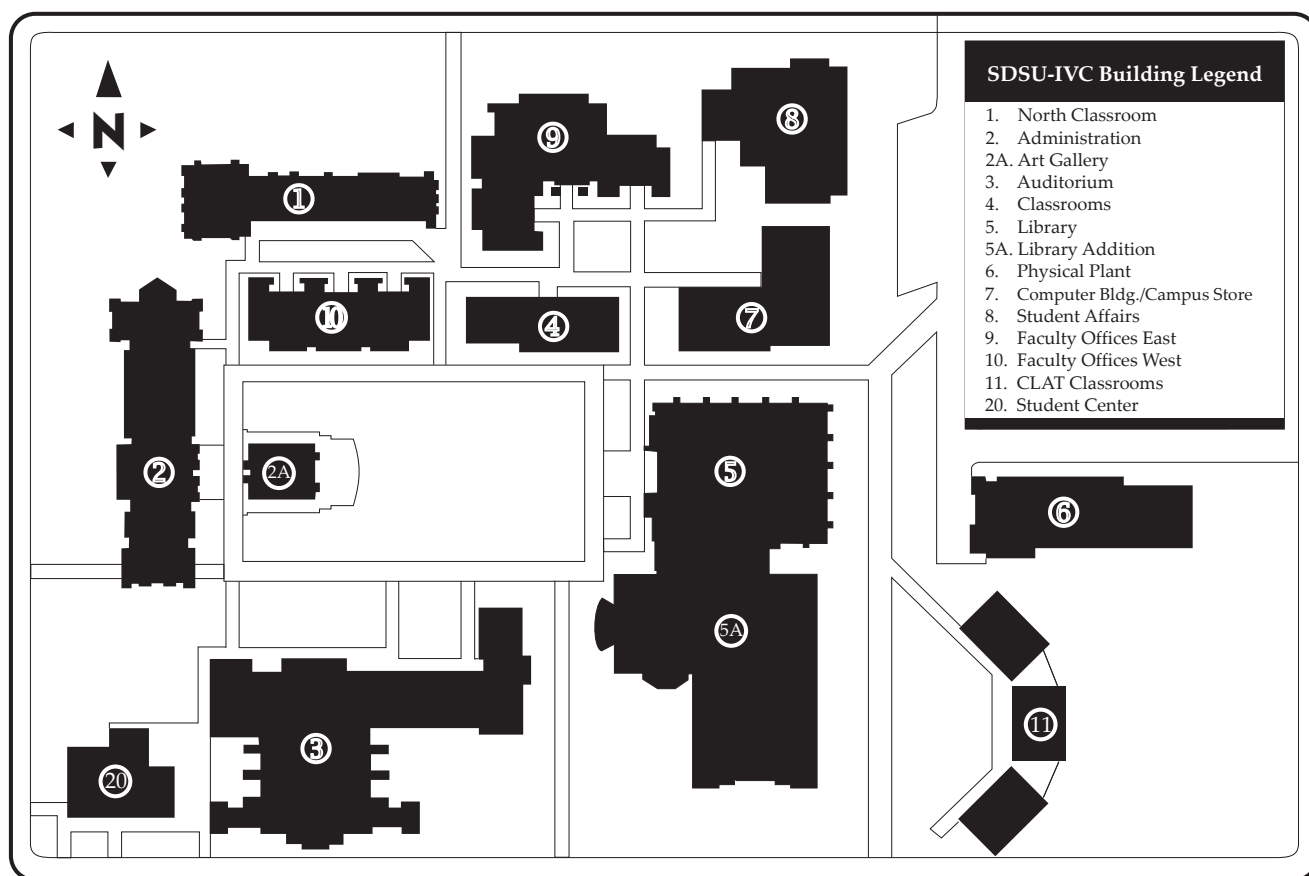 N
SDSU-IVC Building Legend
1. North Classroom
2. Administration
2A. Art Gallery
3. Auditorium
4. Classrooms
5. Library
5A. Library Addition
6. Physical Plant
7. Computer Bldg./Campus Store
8. Student Affairs
9. Faculty Offices East
10. Faculty Offices West
11. CLAT Classrooms
20. Student Center
8
9
1
10
4
7
2
2A
5
6
5A
11
3
20